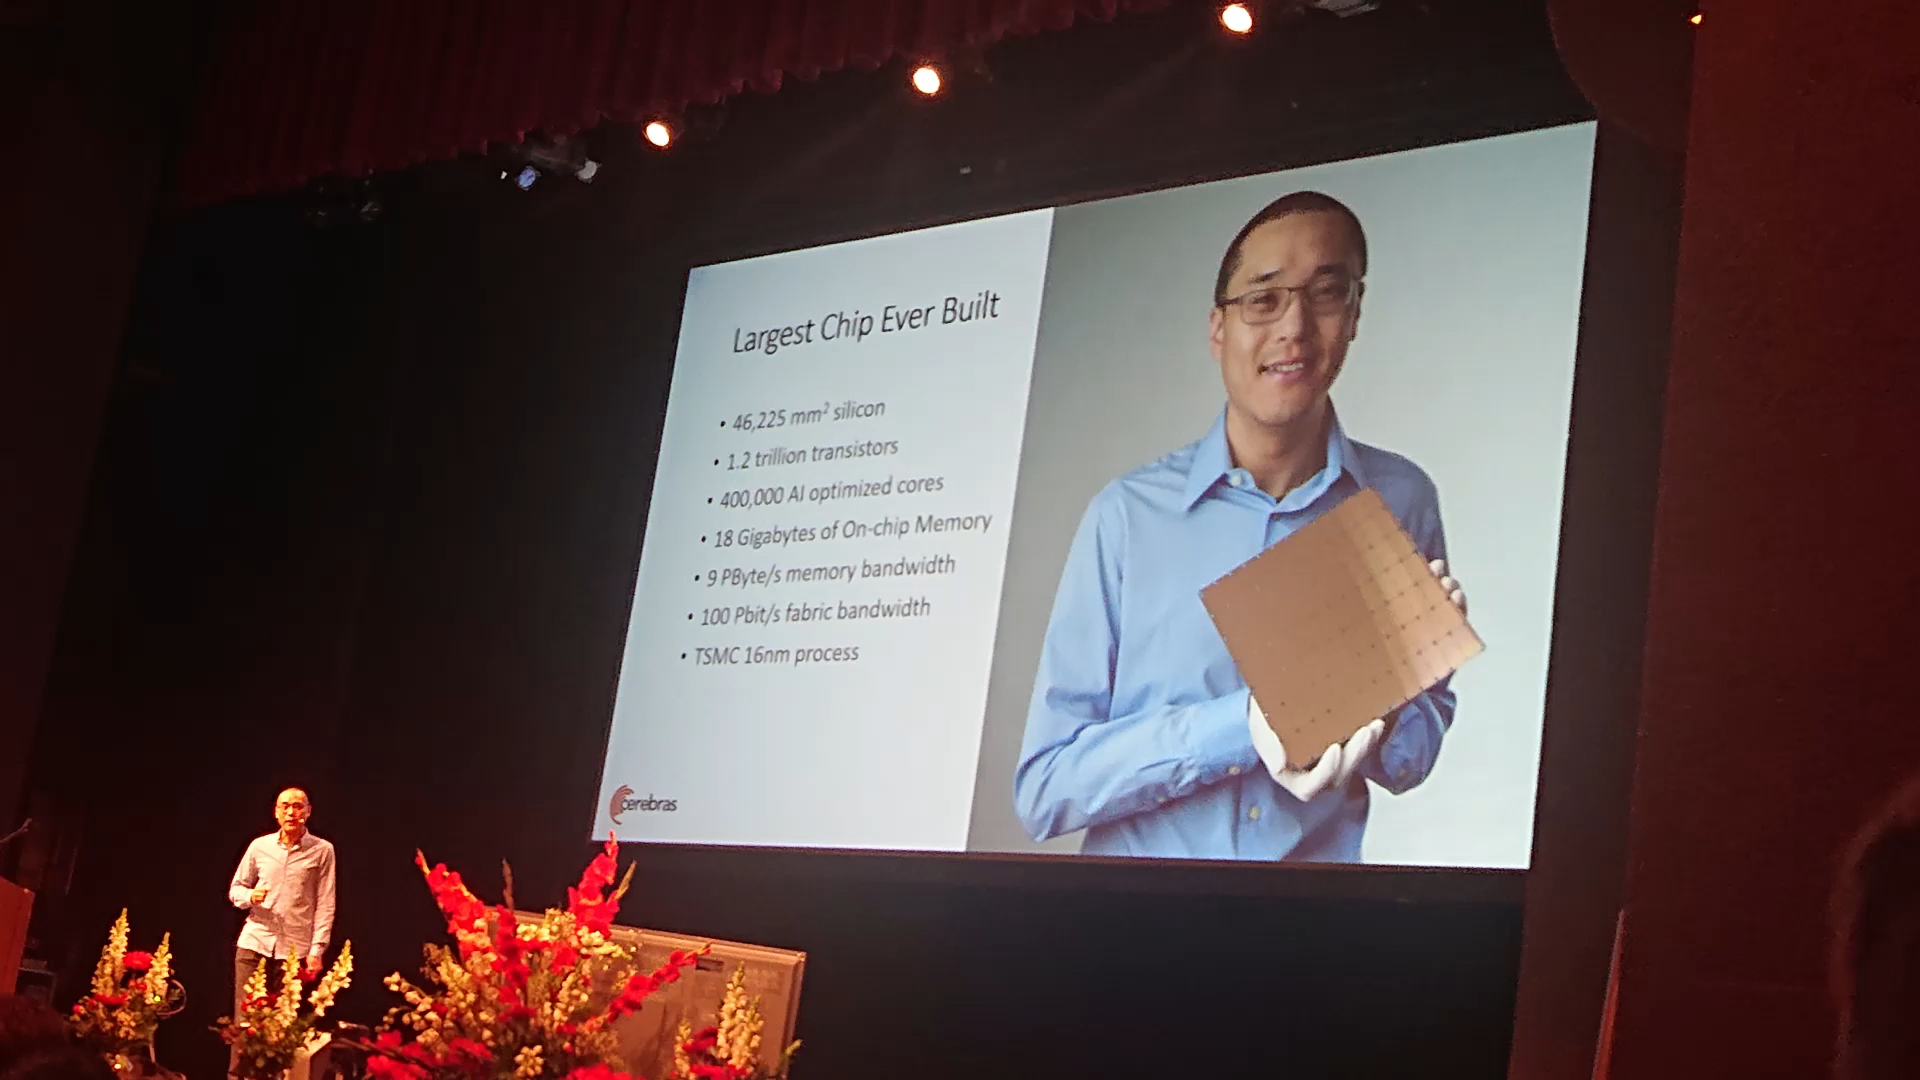 Largest Chip Ever Built
• 46,225 mm² silicon
• 1.2 trillion transistors
• 400,000 AI optimized cores
• 18 Gigabytes of On-chip Memory
• 9 PByte/s memory bandwidth
• 100 Pbit/s fabric bandwidth
• TSMC 16nm process
cerebras